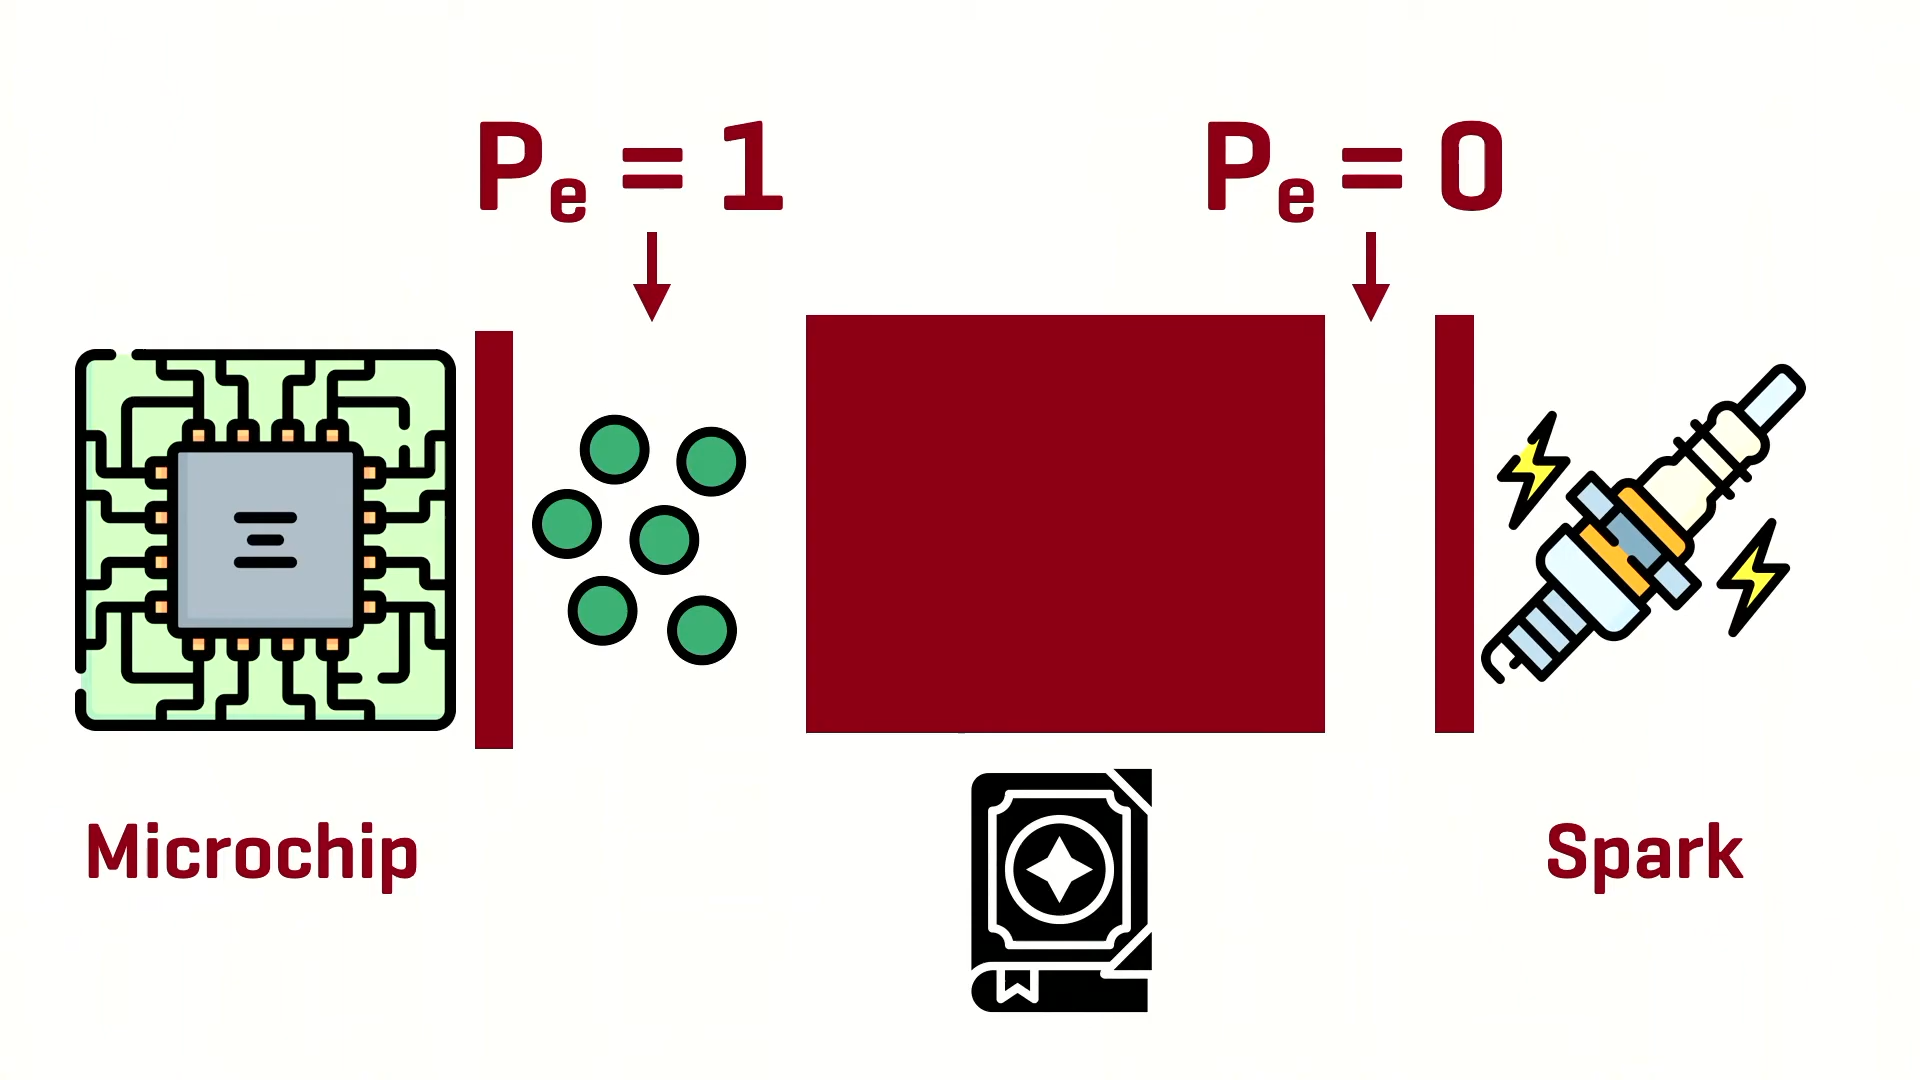 Pₑ = 1
Pₑ = 0
Microchip
Spark